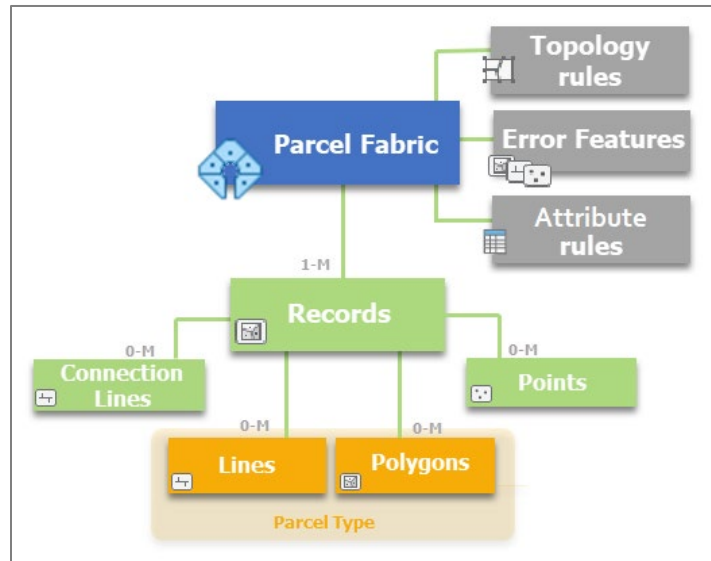 Topology
rules
Parcel Fabric
Error Features
Attribute
rules
1-M
Records
0-M
0-M
Connection
Lines
Points
0-M
0-M
Lines
Polygons
Parcel Type